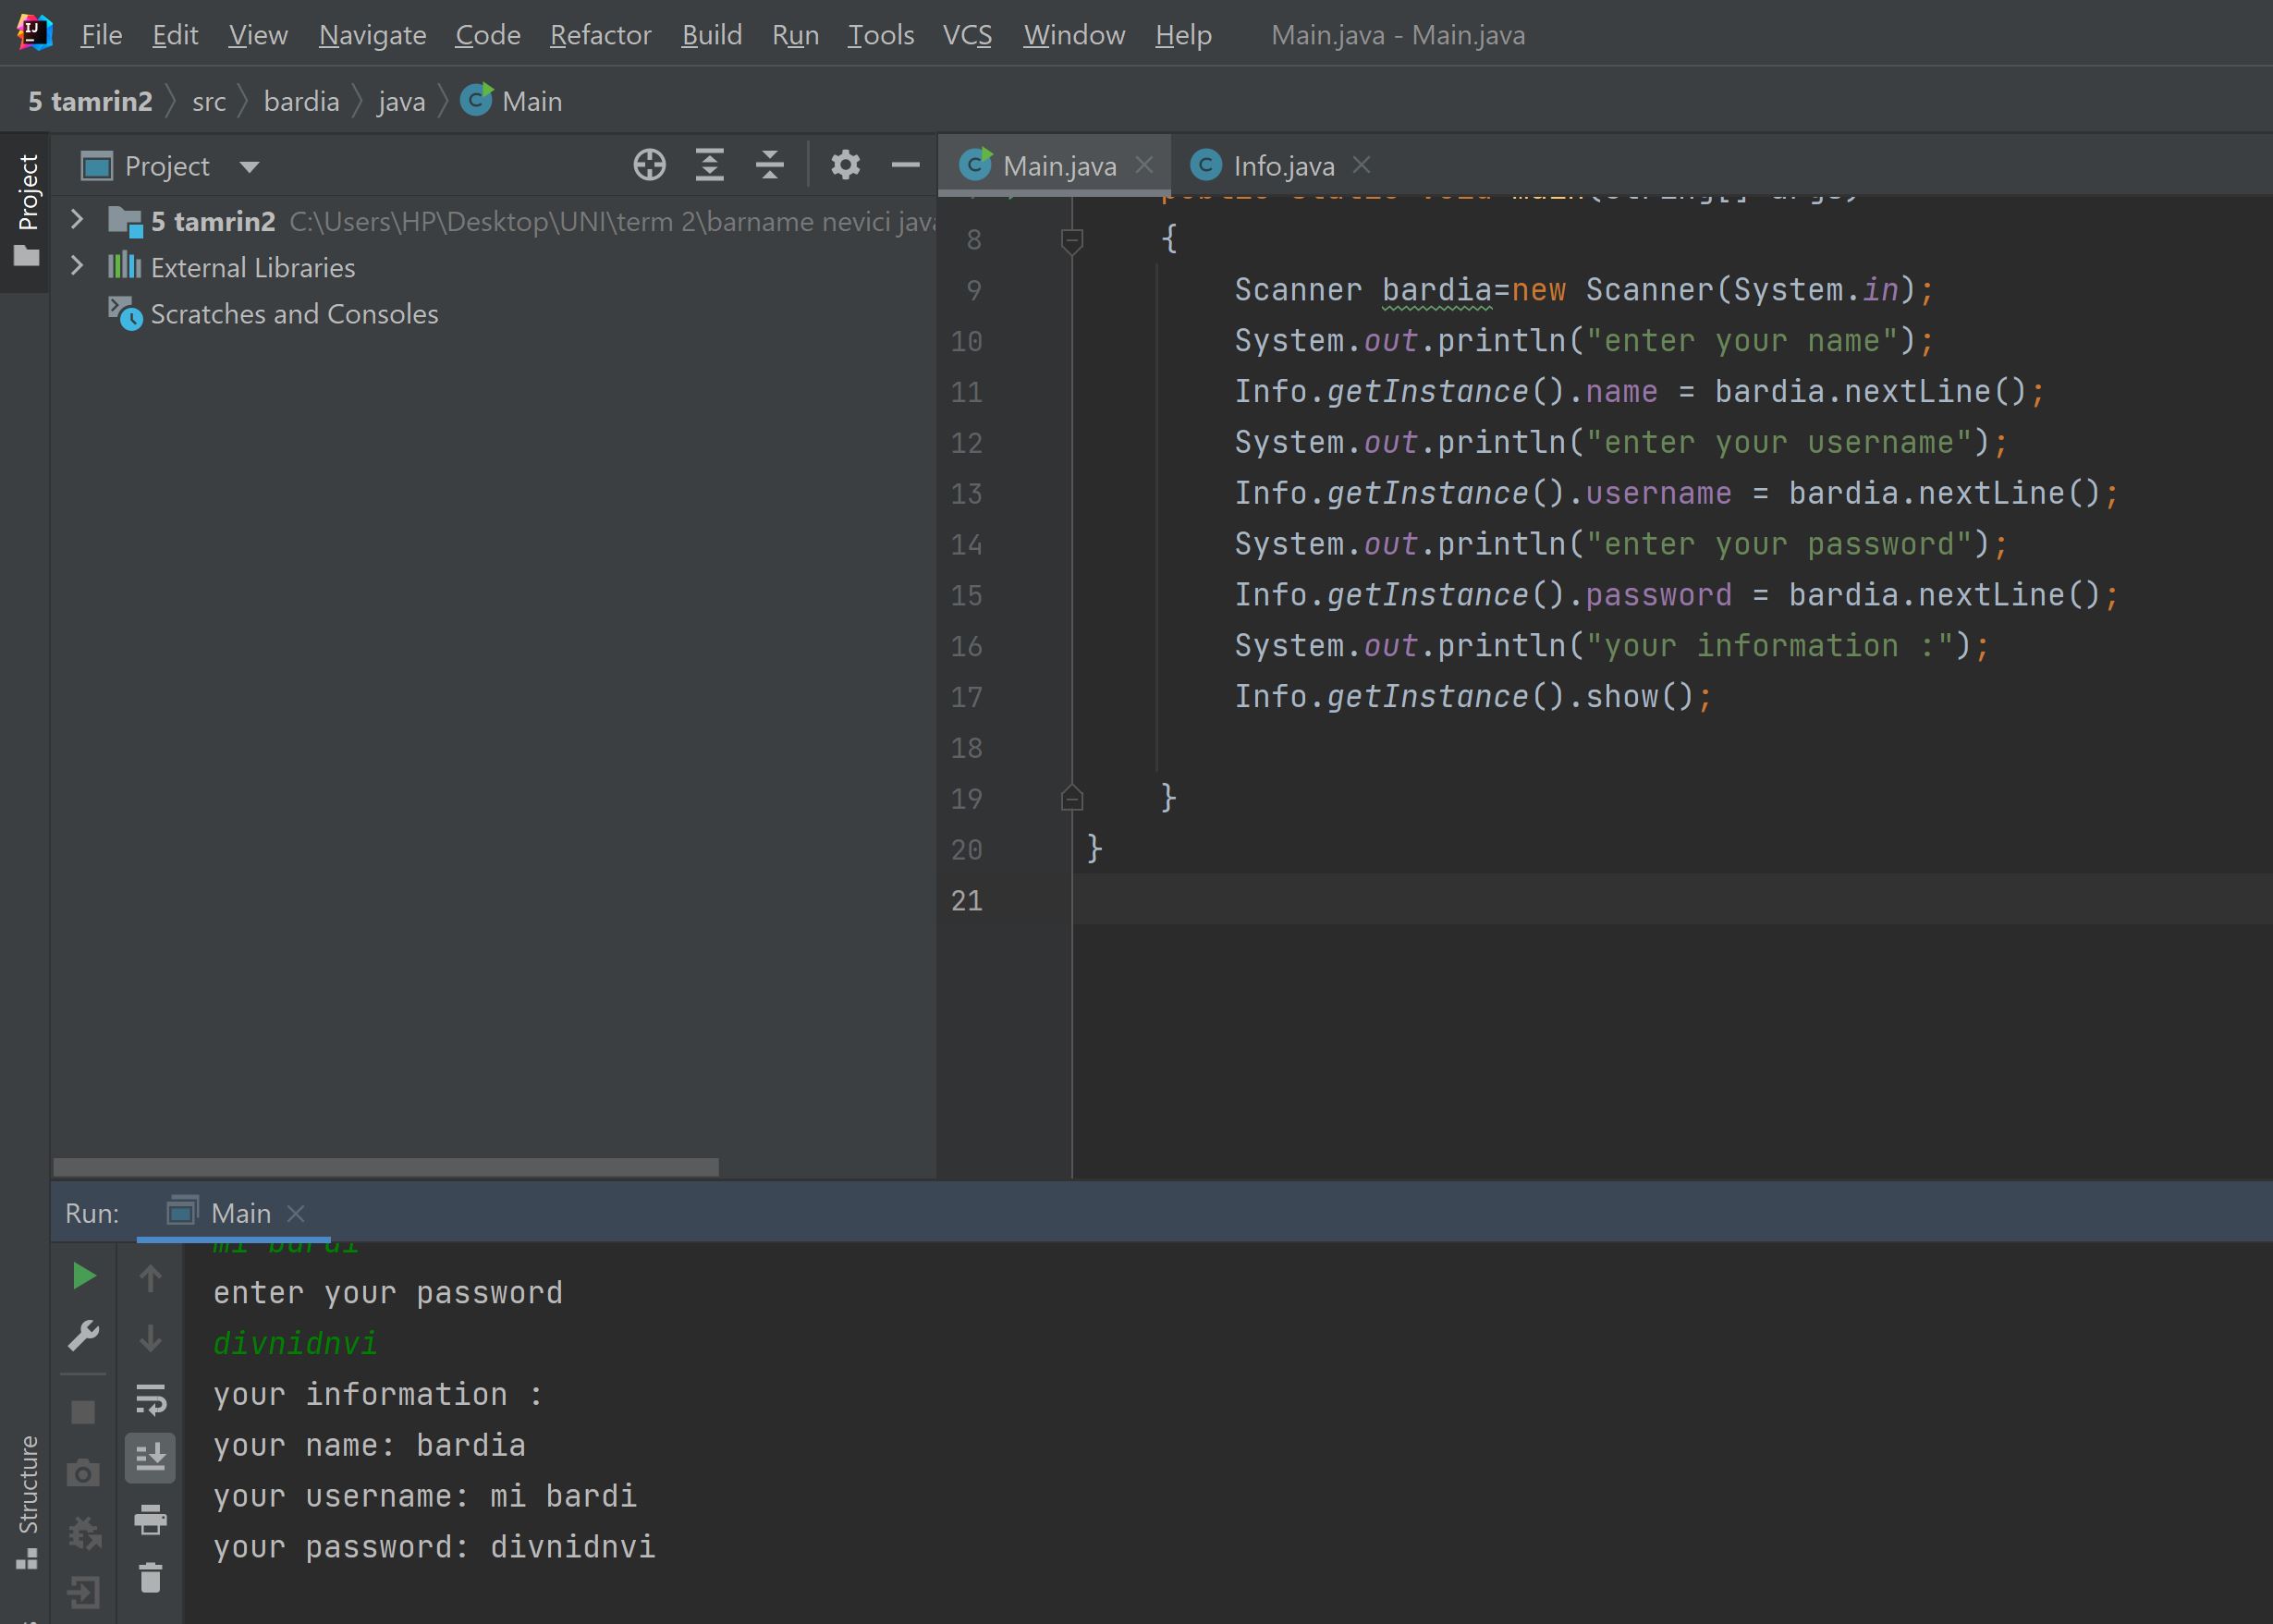 File Edit View Navigate Code Refactor Build Run Tools VCS Window Help Main.java - Main.java
5 tamrin2 src bardia java Main
Project
Project
Main.java
Info.java
5 tamrin2 C:\Users\HP\Desktop\UNI\term 2\barname nevici java
External Libraries
Scratches and Consoles
8 {
9 Scanner bardia=new Scanner(System.in);
10 System.out.println("enter your name");
11 Info.getInstance().name = bardia.nextLine();
12 System.out.println("enter your username");
13 Info.getInstance().username = bardia.nextLine();
14 System.out.println("enter your password");
15 Info.getInstance().password = bardia.nextLine();
16 System.out.println("your information :");
17 Info.getInstance().show();
18
19 }
20 }
21
Run: Main
mi bardi
enter your password
divnidnvi
your information :
your name: bardia
your username: mi bardi
your password: divnidnvi
Structure